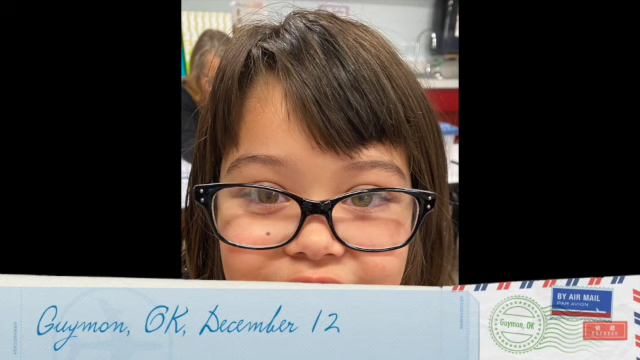 Guymon, OK, December 12
Guymon, OK
BY AIR MAIL
PAR AVION